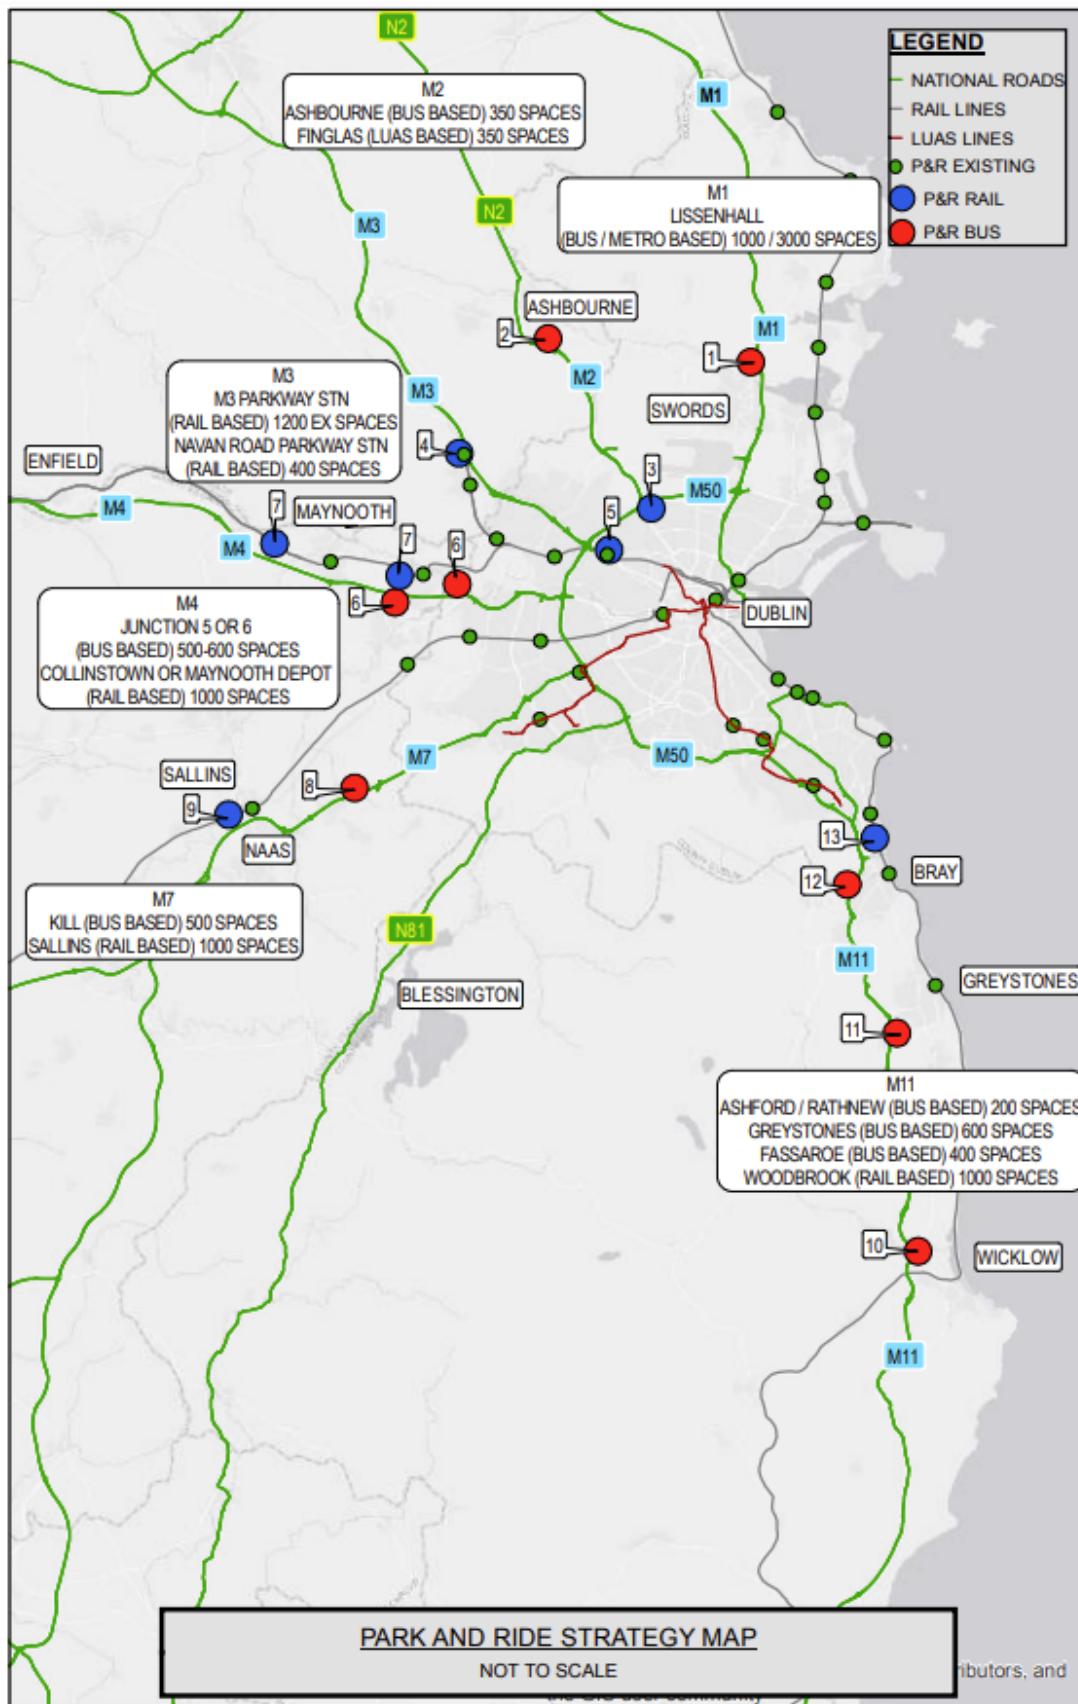 N2
LEGEND
NATIONAL ROADS
RAIL LINES
LUAS LINES
P&R EXISTING
P&R RAIL
P&R BUS
M2
ASHBOURNE (BUS BASED) 350 SPACES
FINGLAS (LUAS BASED) 350 SPACES
M1
M1
LISSENHALL
(BUS / METRO BASED) 1000 / 3000 SPACES
M3
N2
ASHBOURNE
2
M1
1
M2
M3
M3
M3 PARKWAY STN
(RAIL BASED) 1200 EX SPACES
NAVAN ROAD PARKWAY STN
(RAIL BASED) 400 SPACES
SWORDS
4
ENFIELD
M50
3
M4
7
MAYNOOTH
5
M4
7
6
6
M4
JUNCTION 5 OR 6
(BUS BASED) 500-600 SPACES
COLLINSTOWN OR MAYNOOTH DEPOT
(RAIL BASED) 1000 SPACES
DUBLIN
M7
M50
SALLINS
8
9
NAAS
13
BRAY
12
M7
KILL (BUS BASED) 500 SPACES
SALLINS (RAIL BASED) 1000 SPACES
N81
M11
BLESSINGTON
GREYSTONES
11
M11
ASHFORD / RATHNEW (BUS BASED) 200 SPACES
GREYSTONES (BUS BASED) 600 SPACES
FASSAROE (BUS BASED) 400 SPACES
WOODBROOK (RAIL BASED) 1000 SPACES
10
WICKLOW
M11
PARK AND RIDE STRATEGY MAP
NOT TO SCALE
ributors, and